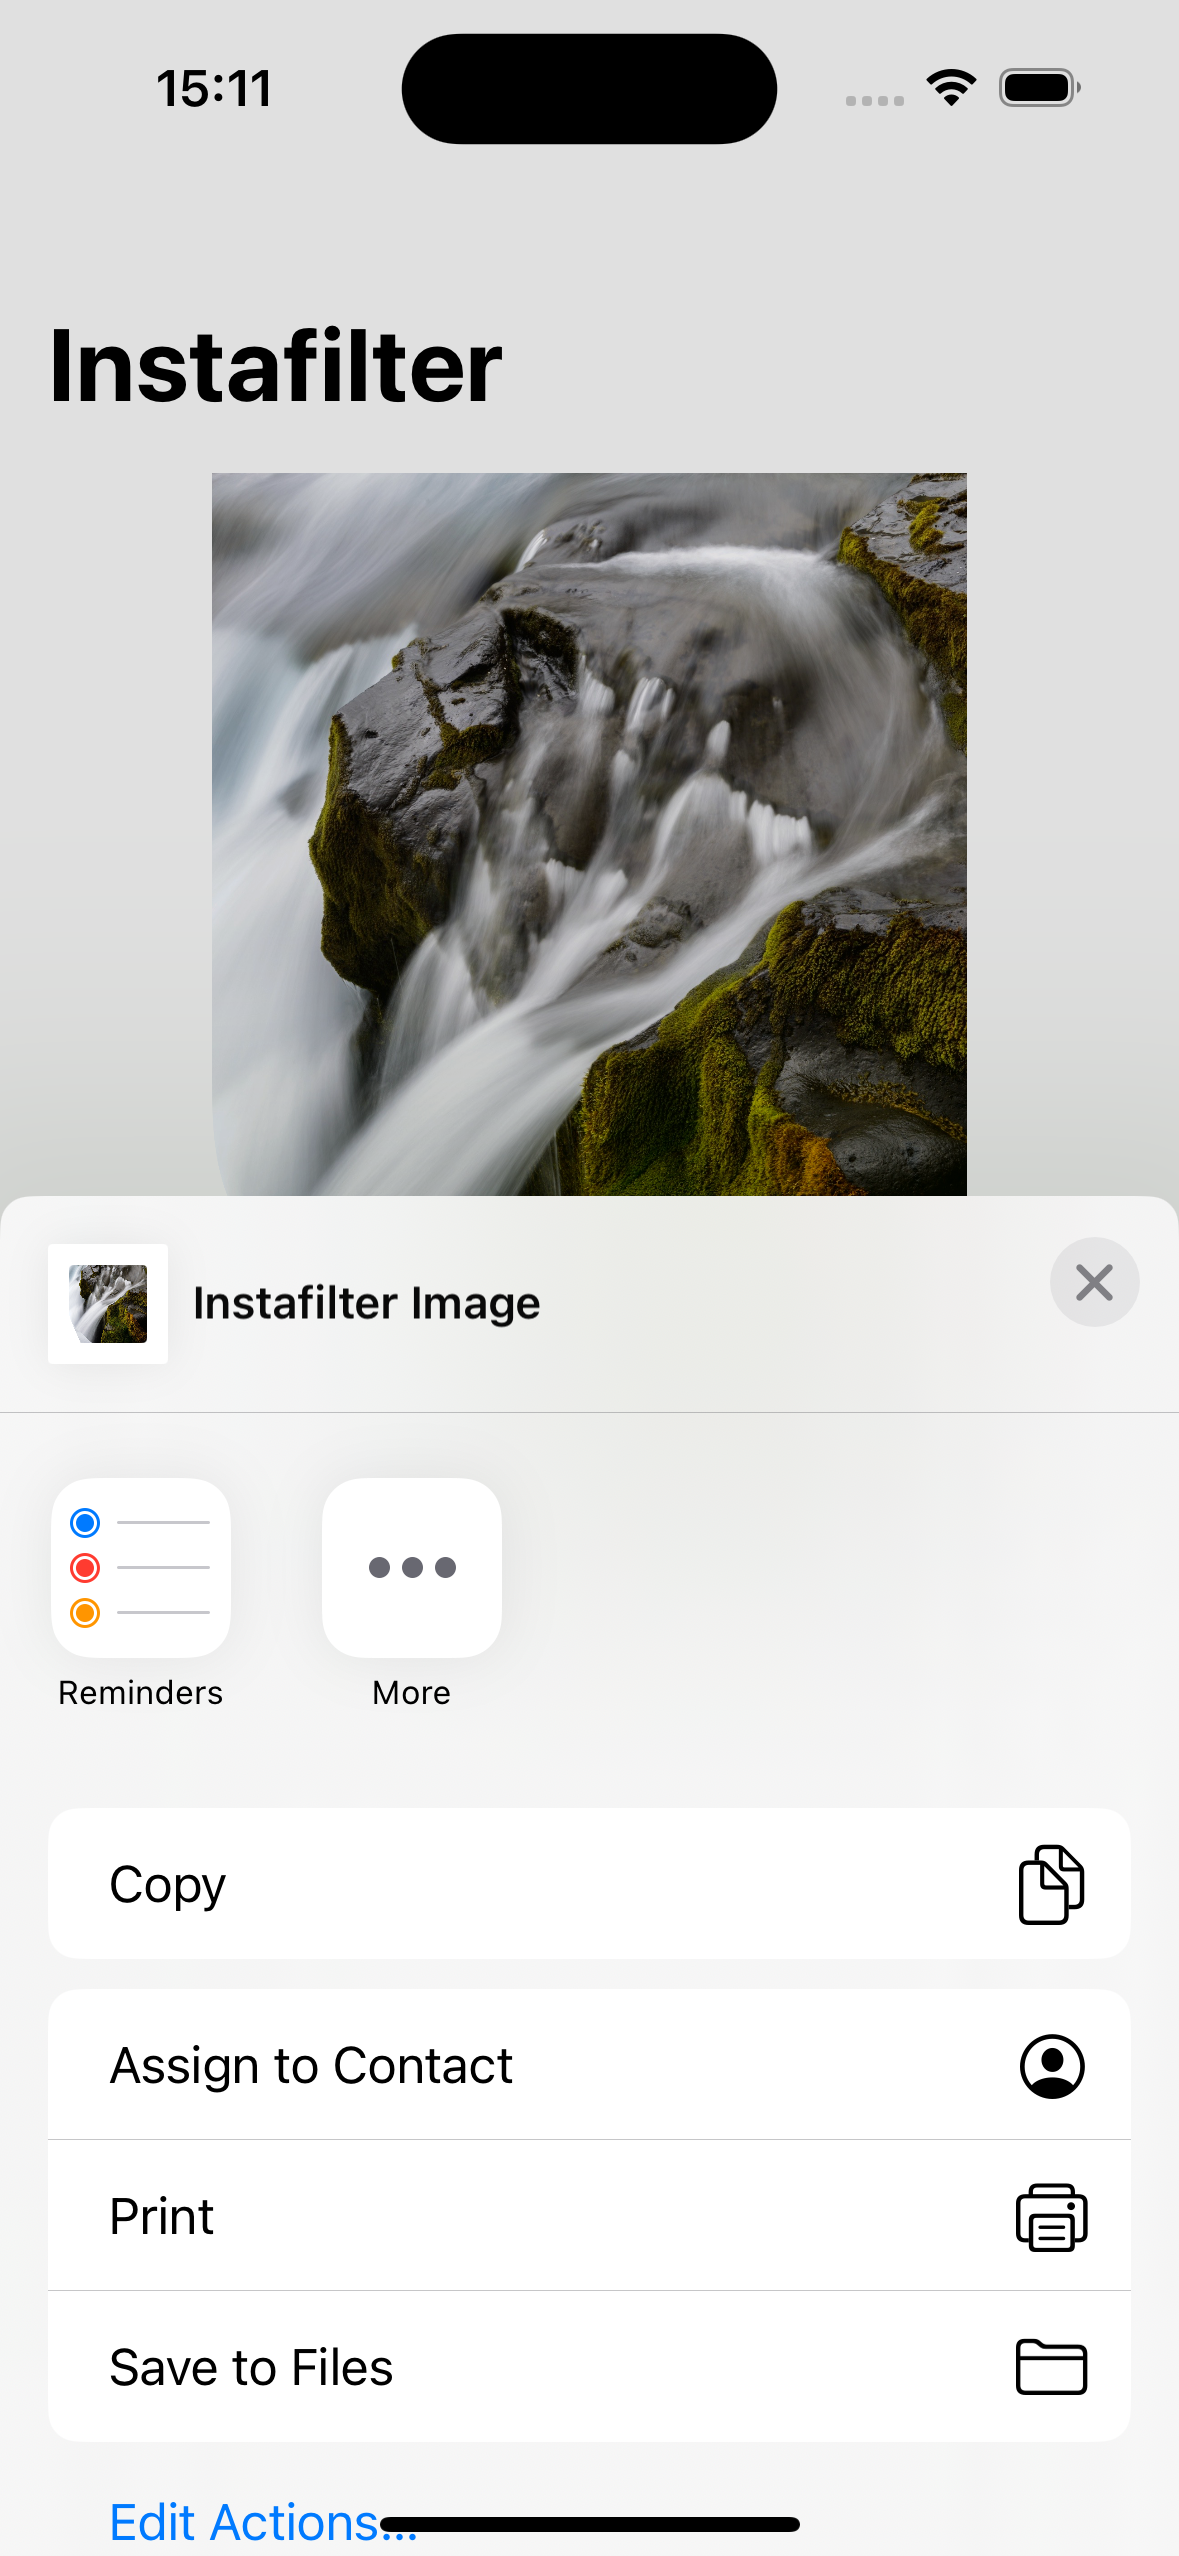 15:11
Instafilter
Instafilter Image
Reminders
More
Copy
Assign to Contact
Print
Save to Files
Edit Actions...